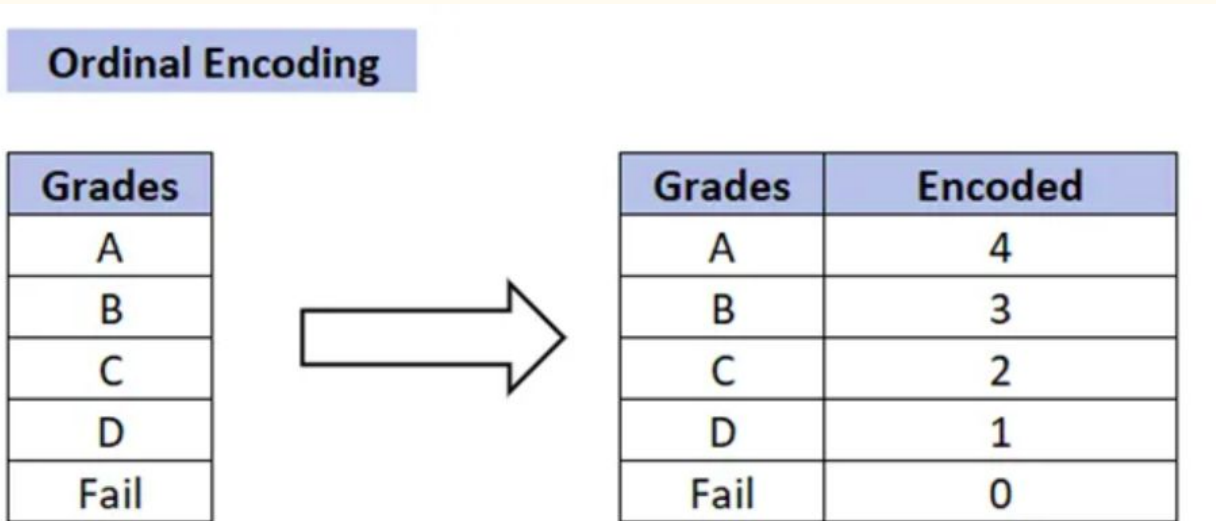 Ordinal Encoding
Grades
A
B
C
D
Fail
Grades Encoded
A 4
B 3
C 2
D 1
Fail 0